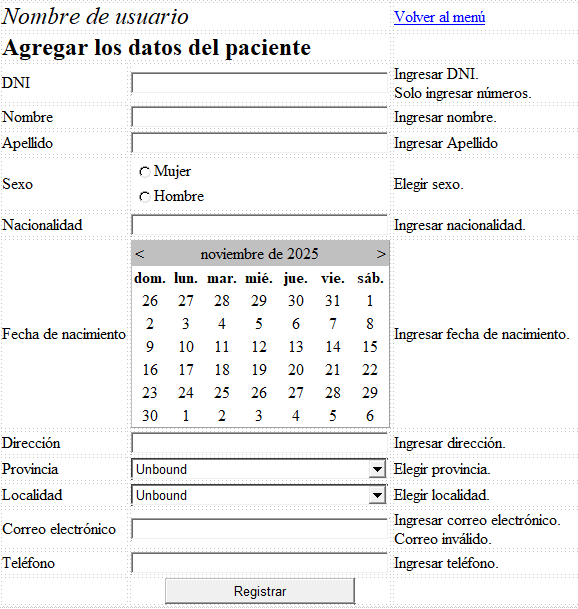 Nombre de usuario Volver al menú
Agregar los datos del paciente
DNI Ingresar DNI.
Solo ingresar números.
Nombre Ingresar nombre.
Apellido Ingresar Apellido
Sexo Mujer Elegir sexo.
Hombre
Nacionalidad Ingresar nacionalidad.
< noviembre de 2025 >
dom. lun. mar. mié. jue. vie. sáb.
26 27 28 29 30 31 1
2 3 4 5 6 7 8
9 10 11 12 13 14 15
Fecha de nacimiento Ingresar fecha de nacimiento.
16 17 18 19 20 21 22
23 24 25 26 27 28 29
30 1 2 3 4 5 6
Dirección Ingresar dirección.
Provincia Unbound Elegir provincia.
Localidad Unbound Elegir localidad.
Correo electrónico Ingresar correo electrónico.
Correo inválido.
Teléfono Ingresar teléfono.
Registrar